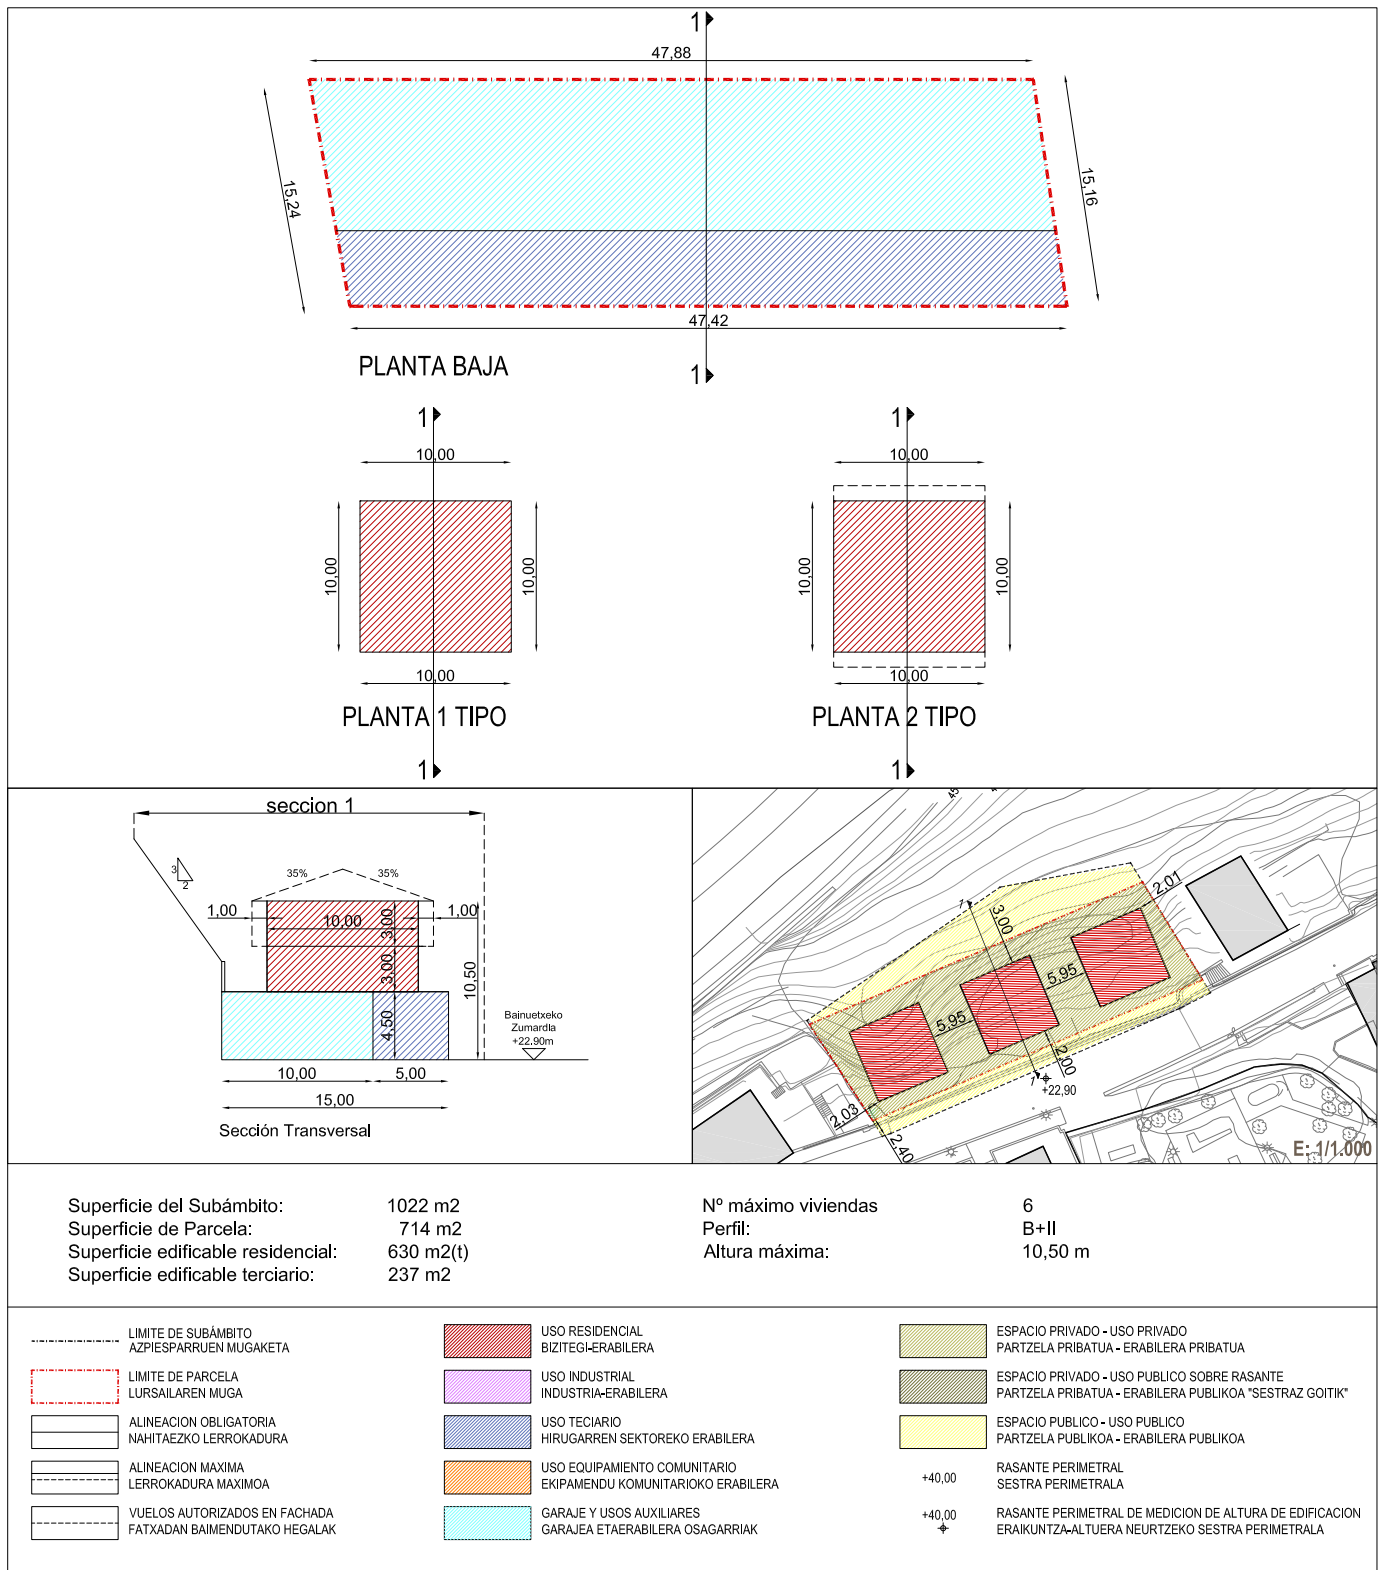 1
47,88
15,24
15,16
47,42
PLANTA BAJA
1
1
10,00
10,00
10,00
10,00
PLANTA 1 TIPO
1
1
10,00
10,00
10,00
10,00
PLANTA 2 TIPO
1
seccion 1
3
2
35%
35%
1,00
10,00
1,00
3,00
3,00
4,50
10,50
Bainuetxeko
Zumardia
+22,90m
10,00
5,00
15,00
Sección Transversal
45
1
3,00
2,01
5,95
5,95
2,00
1
+22,90
2,03
2,40
E: 1/1.000
Superficie del Subámbito: 1022 m2
Superficie de Parcela: 714 m2
Superficie edificable residencial: 630 m2(t)
Superficie edificable terciario: 237 m2
Nº máximo viviendas 6
Perfil: B+II
Altura máxima: 10,50 m
LIMITE DE SUBÁMBITO
AZPIESPARRUEN MUGAKETA
LIMITE DE PARCELA
LURSAILAREN MUGA
ALINEACION OBLIGATORIA
NAHITAEZKO LERROKADURA
ALINEACION MAXIMA
LERROKADURA MAXIMOA
VUELOS AUTORIZADOS EN FACHADA
FATXADAN BAIMENDUTAKO HEGALAK
USO RESIDENCIAL
BIZITEGI-ERABILERA
USO INDUSTRIAL
INDUSTRIA-ERABILERA
USO TECIARIO
HIRUGARREN SEKTOREKO ERABILERA
USO EQUIPAMIENTO COMUNITARIO
EKIPAMENDU KOMUNITARIOKO ERABILERA
GARAJE Y USOS AUXILIARES
GARAJEA ETAERABILERA OSAGARRIAK
ESPACIO PRIVADO - USO PRIVADO
PARTZELA PRIBATUA - ERABILERA PRIBATUA
ESPACIO PRIVADO - USO PUBLICO SOBRE RASANTE
PARTZELA PRIBATUA - ERABILERA PUBLIKOA "SESTRAZ GOITIK"
ESPACIO PUBLICO - USO PUBLICO
PARTZELA PUBLIKOA - ERABILERA PUBLIKOA
+40,00
RASANTE PERIMETRAL
SESTRA PERIMETRALA
+40,00
RASANTE PERIMETRAL DE MEDICION DE ALTURA DE EDIFICACION
ERAIKUNTZA-ALTUERA NEURTZEKO SESTRA PERIMETRALA